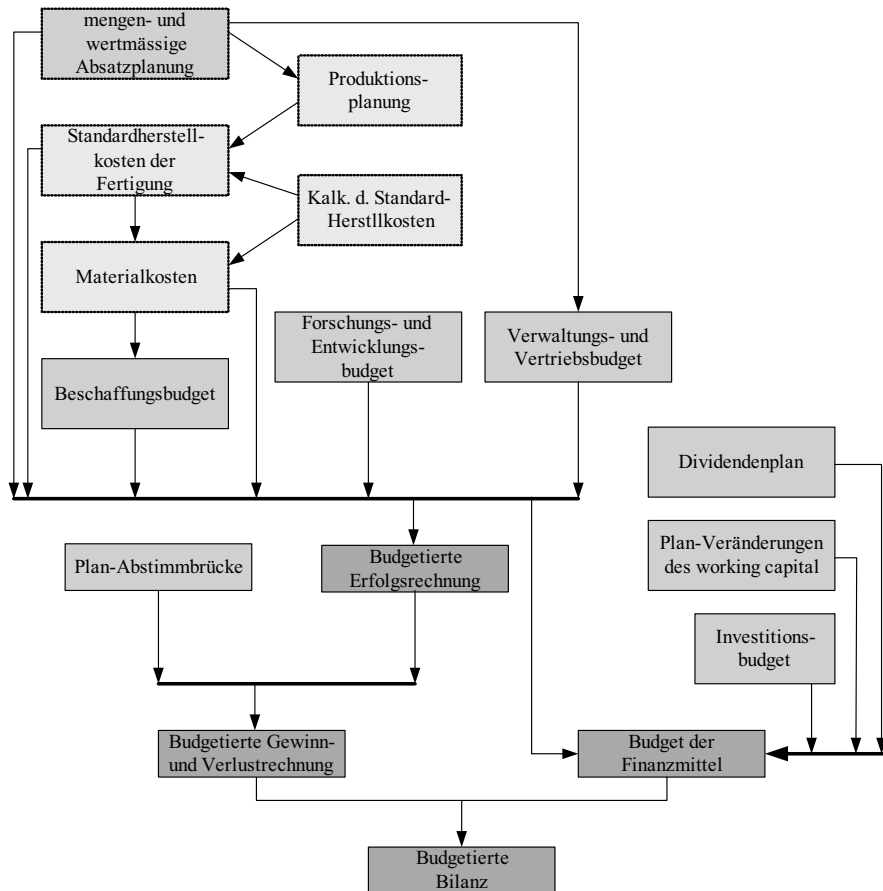 mengen- und
wertmässige
Absatzplanung
Produktions-
planung
Standardherstell-
kosten der
Fertigung
Kalk. d. Standard-
Herstllkosten
Materialkosten
Forschungs- und
Entwicklungs-
budget
Verwaltungs- und
Vertriebsbudget
Beschaffungsbudget
Dividendenplan
Plan-Abstimmbrücke
Budgetierte
Erfolgsrechnung
Plan-Veränderungen
des working capital
Investitions-
budget
Budgetierte Gewinn-
und Verlustrechnung
Budget der
Finanzmittel
Budgetierte
Bilanz